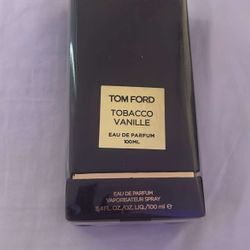 TOM FORD
TOBACCO
VANILLE
EAU DE PARFUM
100ML
EAU DE PARFUM
VAPORISATEUR SPRAY
3.4 FL.OZ./OZ. LIQ./100 ml ℮